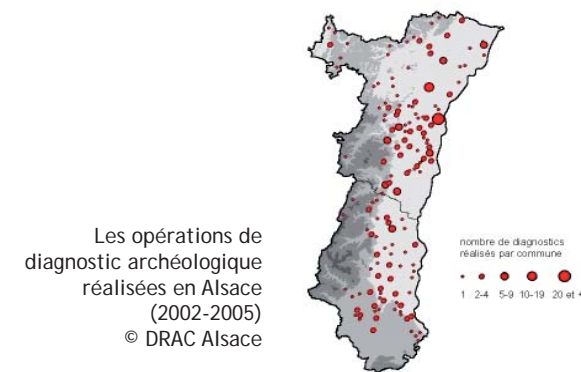 Les opérations de
diagnostic archéologique
réalisées en Alsace
(2002-2005)
© DRAC Alsace
nombre de diagnostics
réalisés par commune
1 2-4 5-9 10-19 20 et +